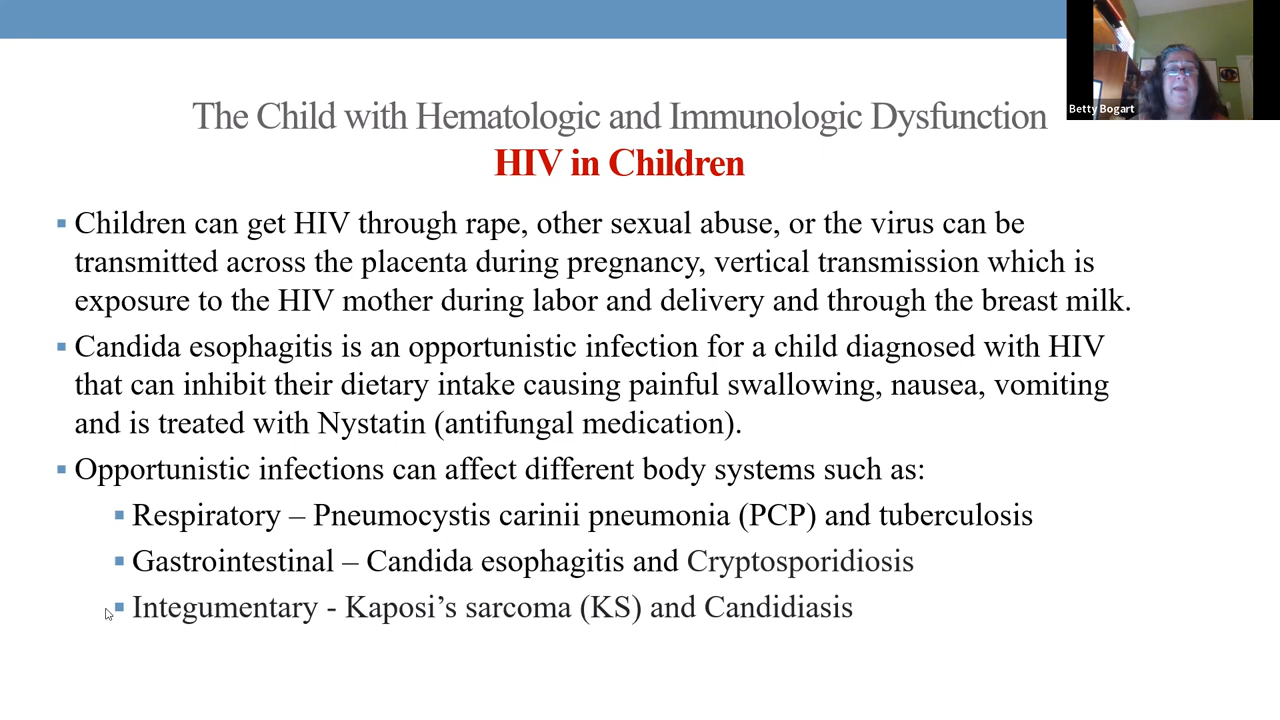 Betty Bogart
The Child with Hematologic and Immunologic Dysfunction
HIV in Children
Children can get HIV through rape, other sexual abuse, or the virus can be
transmitted across the placenta during pregnancy, vertical transmission which is
exposure to the HIV mother during labor and delivery and through the breast milk.
Candida esophagitis is an opportunistic infection for a child diagnosed with HIV
that can inhibit their dietary intake causing painful swallowing, nausea, vomiting
and is treated with Nystatin (antifungal medication).
Opportunistic infections can affect different body systems such as:
Respiratory – Pneumocystis carinii pneumonia (PCP) and tuberculosis
Gastrointestinal – Candida esophagitis and Cryptosporidiosis
Integumentary - Kaposi’s sarcoma (KS) and Candidiasis